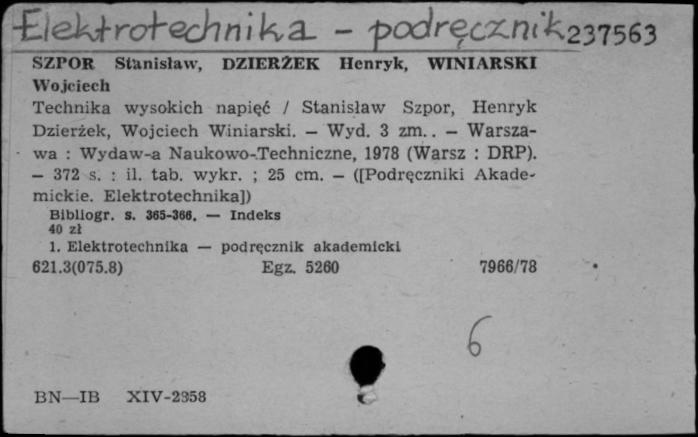 Elektrotechnika - podręcznik 237563
SZPOR Stanisław, DZIERŻEK Henryk, WINIARSKI
Wojciech
Technika wysokich napięć / Stanisław Szpor, Henryk
Dzierżek, Wojciech Winiarski. — Wyd. 3 zm.. — Warsza-
wa : Wydaw-a Naukowo-Techniczne, 1978 (Warsz : DRP).
— 372 s. : il. tab. wykr. ; 25 cm. — ([Podręczniki Akade-
mickie. Elektrotechnika])
Bibliogr. s. 365-366. — Indeks
40 zł
1. Elektrotechnika — podręcznik akademicki
621.3(075.8) Egz. 5260 7966/78
6
BN—IB XIV-2358